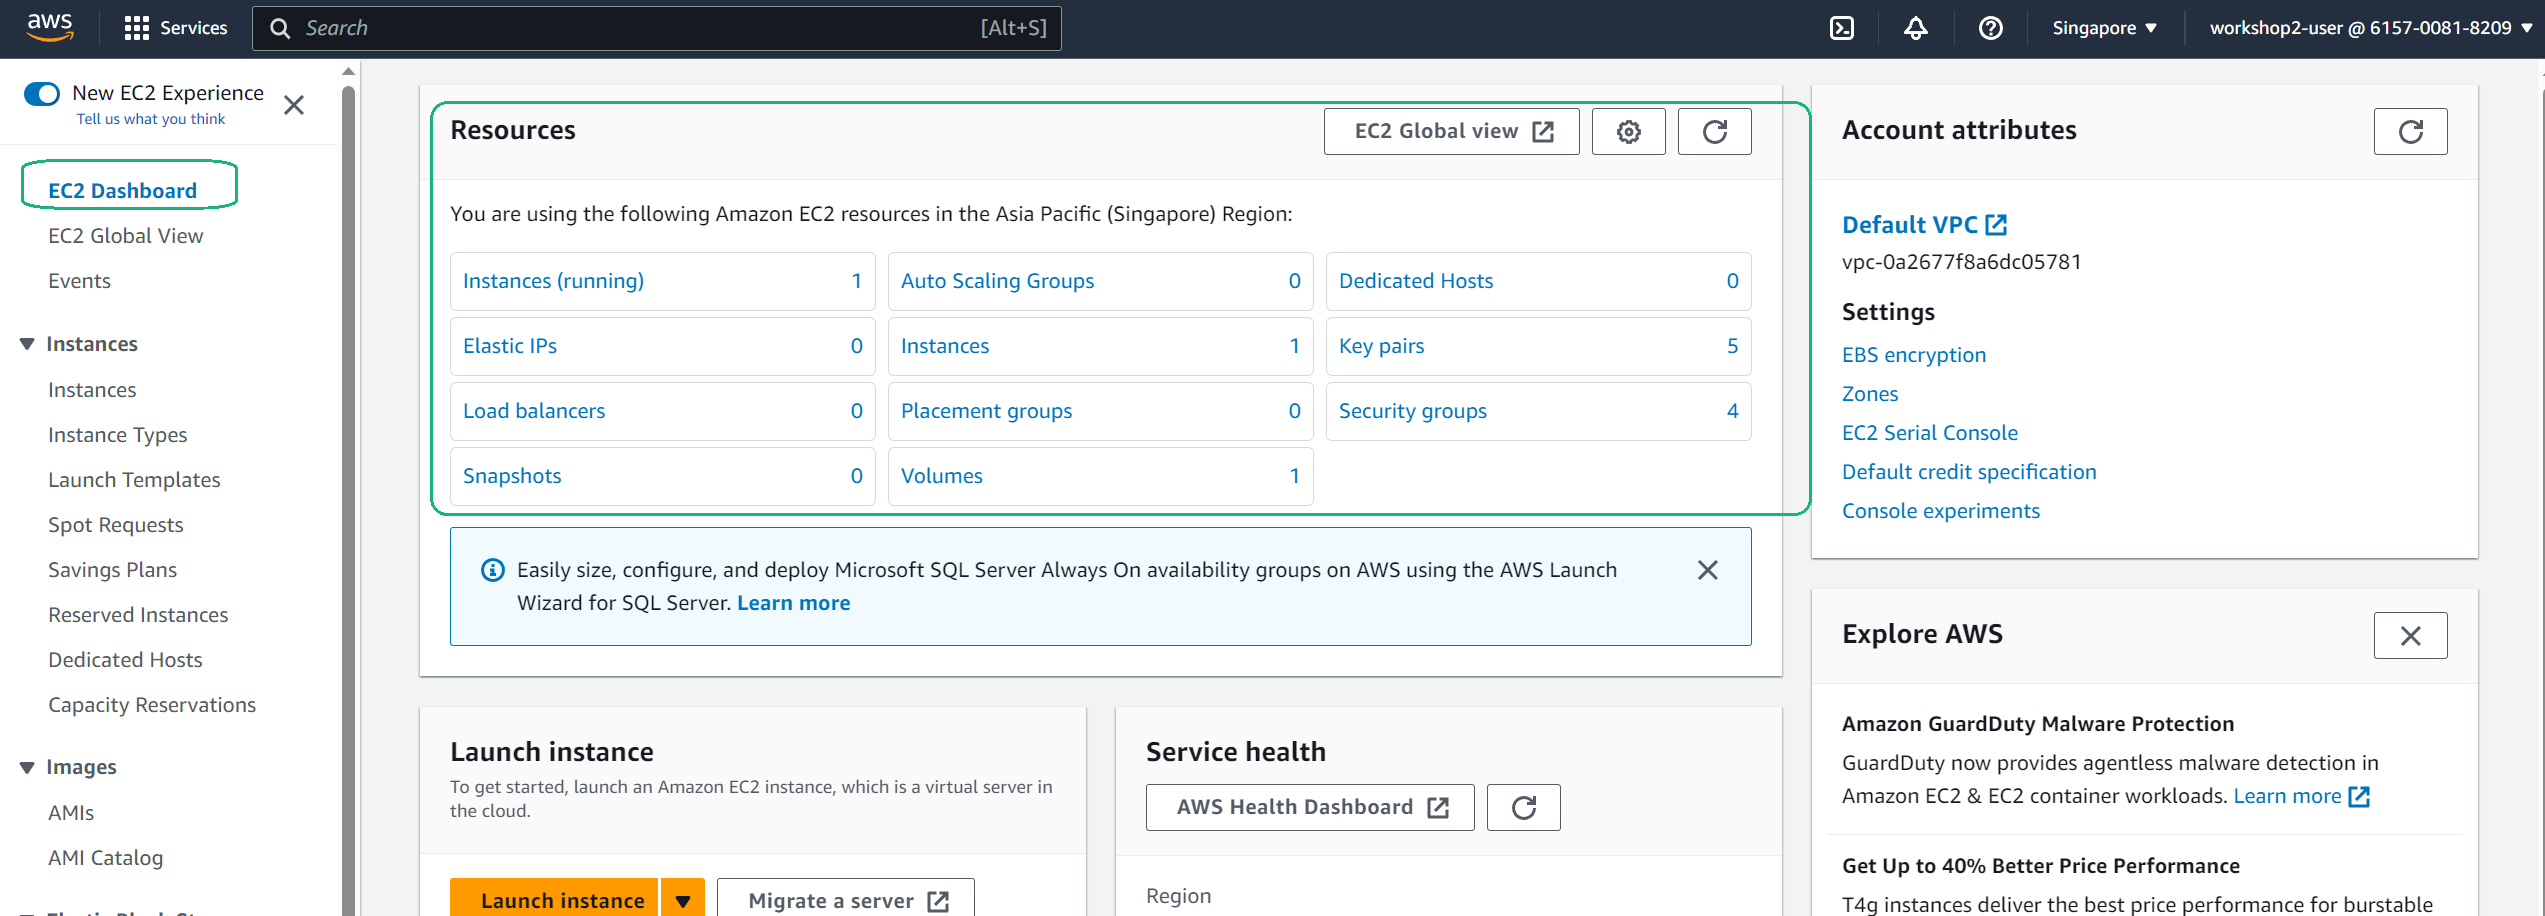 aws
Services
Search
[Alt+S]
Singapore
workshop2-user @ 6157-0081-8209
New EC2 Experience
Tell us what you think
EC2 Dashboard
EC2 Global View
Events
Instances
Instances
Instance Types
Launch Templates
Spot Requests
Savings Plans
Reserved Instances
Dedicated Hosts
Capacity Reservations
Images
AMIs
AMI Catalog
Resources
EC2 Global view
You are using the following Amazon EC2 resources in the Asia Pacific (Singapore) Region:
Instances (running) 1
Auto Scaling Groups 0
Dedicated Hosts 0
Elastic IPs 0
Instances 1
Key pairs 5
Load balancers 0
Placement groups 0
Security groups 4
Snapshots 0
Volumes 1
Easily size, configure, and deploy Microsoft SQL Server Always On availability groups on AWS using the AWS Launch
Wizard for SQL Server. Learn more
Launch instance
To get started, launch an Amazon EC2 instance, which is a virtual server in
the cloud.
Launch instance
Migrate a server
Service health
AWS Health Dashboard
Region
Account attributes
Default VPC
vpc-0a2677f8a6dc05781
Settings
EBS encryption
Zones
EC2 Serial Console
Default credit specification
Console experiments
Explore AWS
Amazon GuardDuty Malware Protection
GuardDuty now provides agentless malware detection in
Amazon EC2 & EC2 container workloads. Learn more
Get Up to 40% Better Price Performance
T4g instances deliver the best price performance for burstable